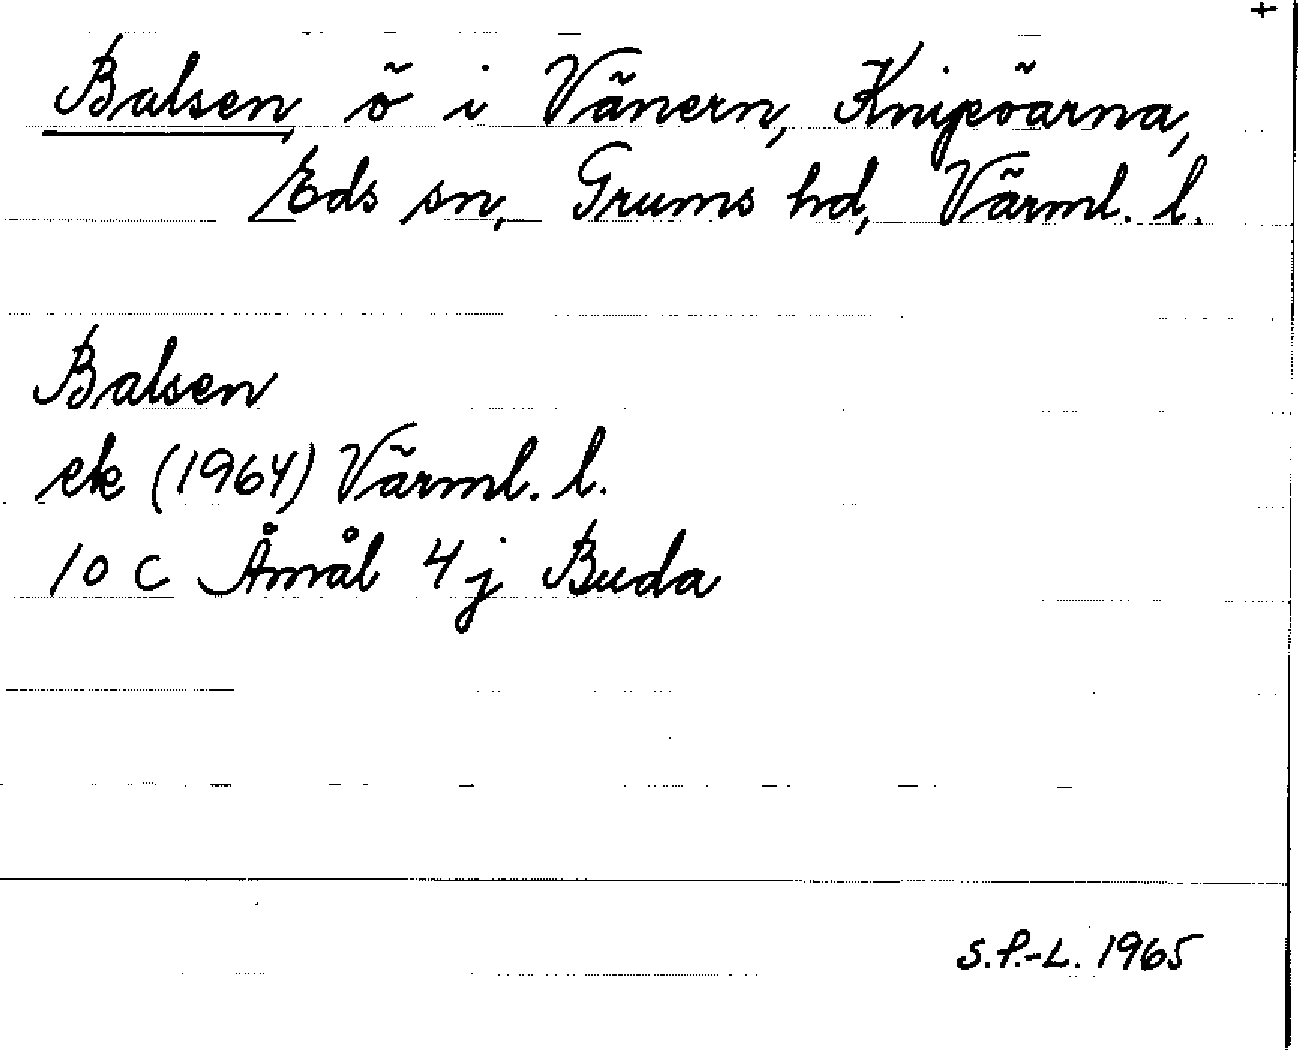 +
Balsen, ö i Vänern, Knipöarna,
Eds sn, Grums hd, Värml. l.
Balsen
ek (1964) Värml. l.
10 C Åmål 4 j Buda
S.P.-L. 1965